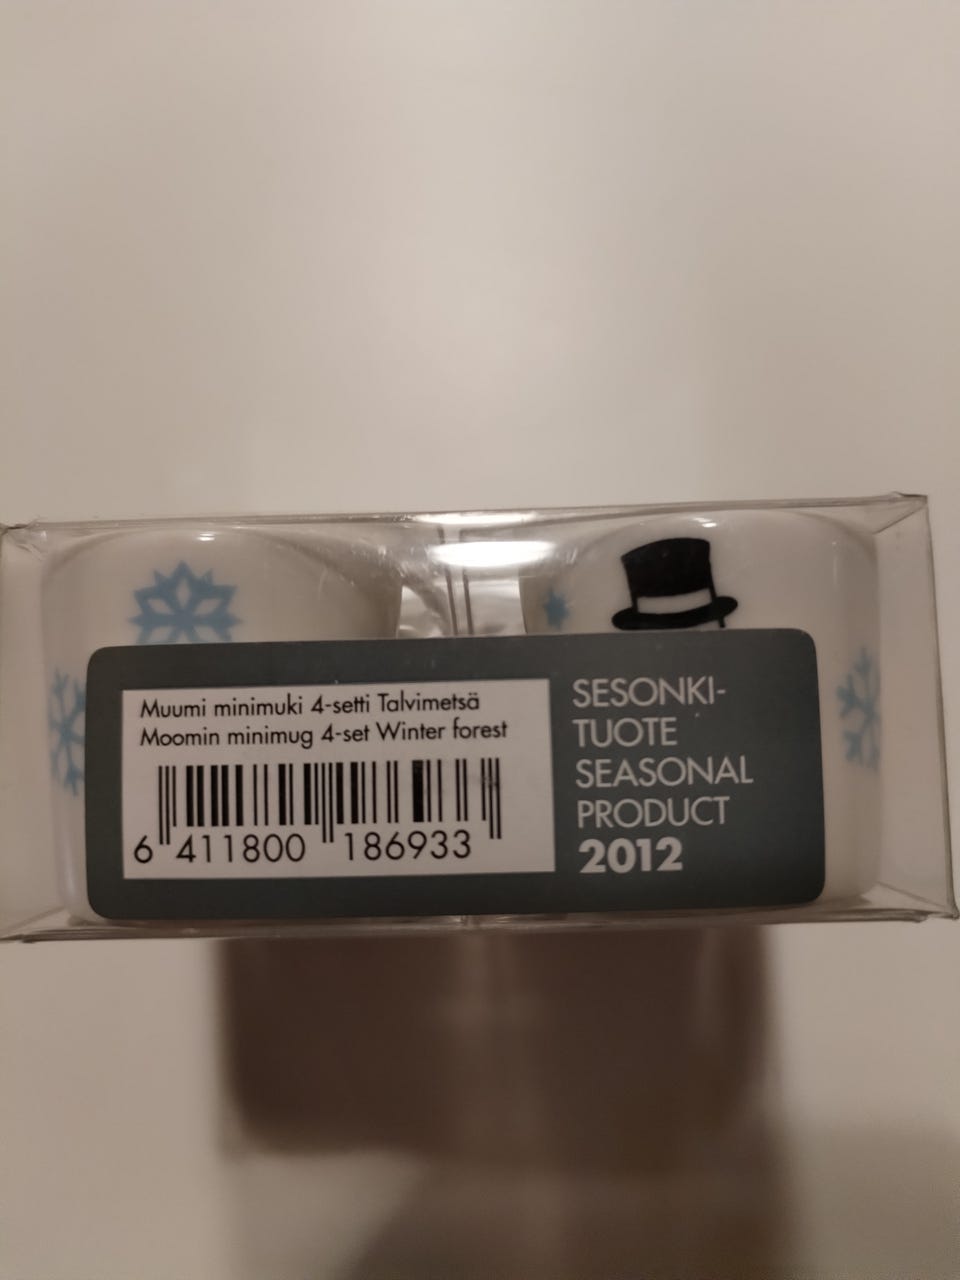 Muumi minimuki 4-setti Talvimetsä
Moomin minimug 4-set Winter forest
6 411800 186933
SESONKI-
TUOTE
SEASONAL
PRODUCT
2012